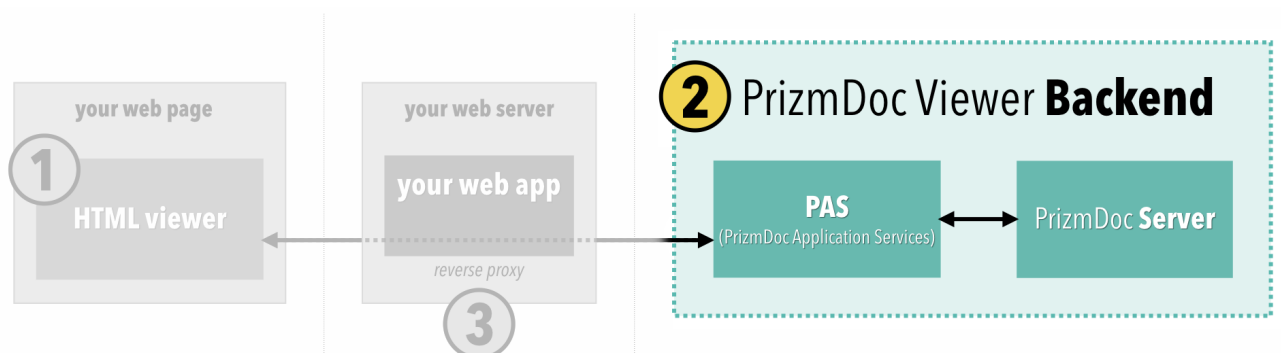 your web page
1
HTML viewer
your web server
your web app
reverse proxy
3
2 PrizmDoc Viewer Backend
PAS
(PrizmDoc Application Services)
PrizmDoc Server